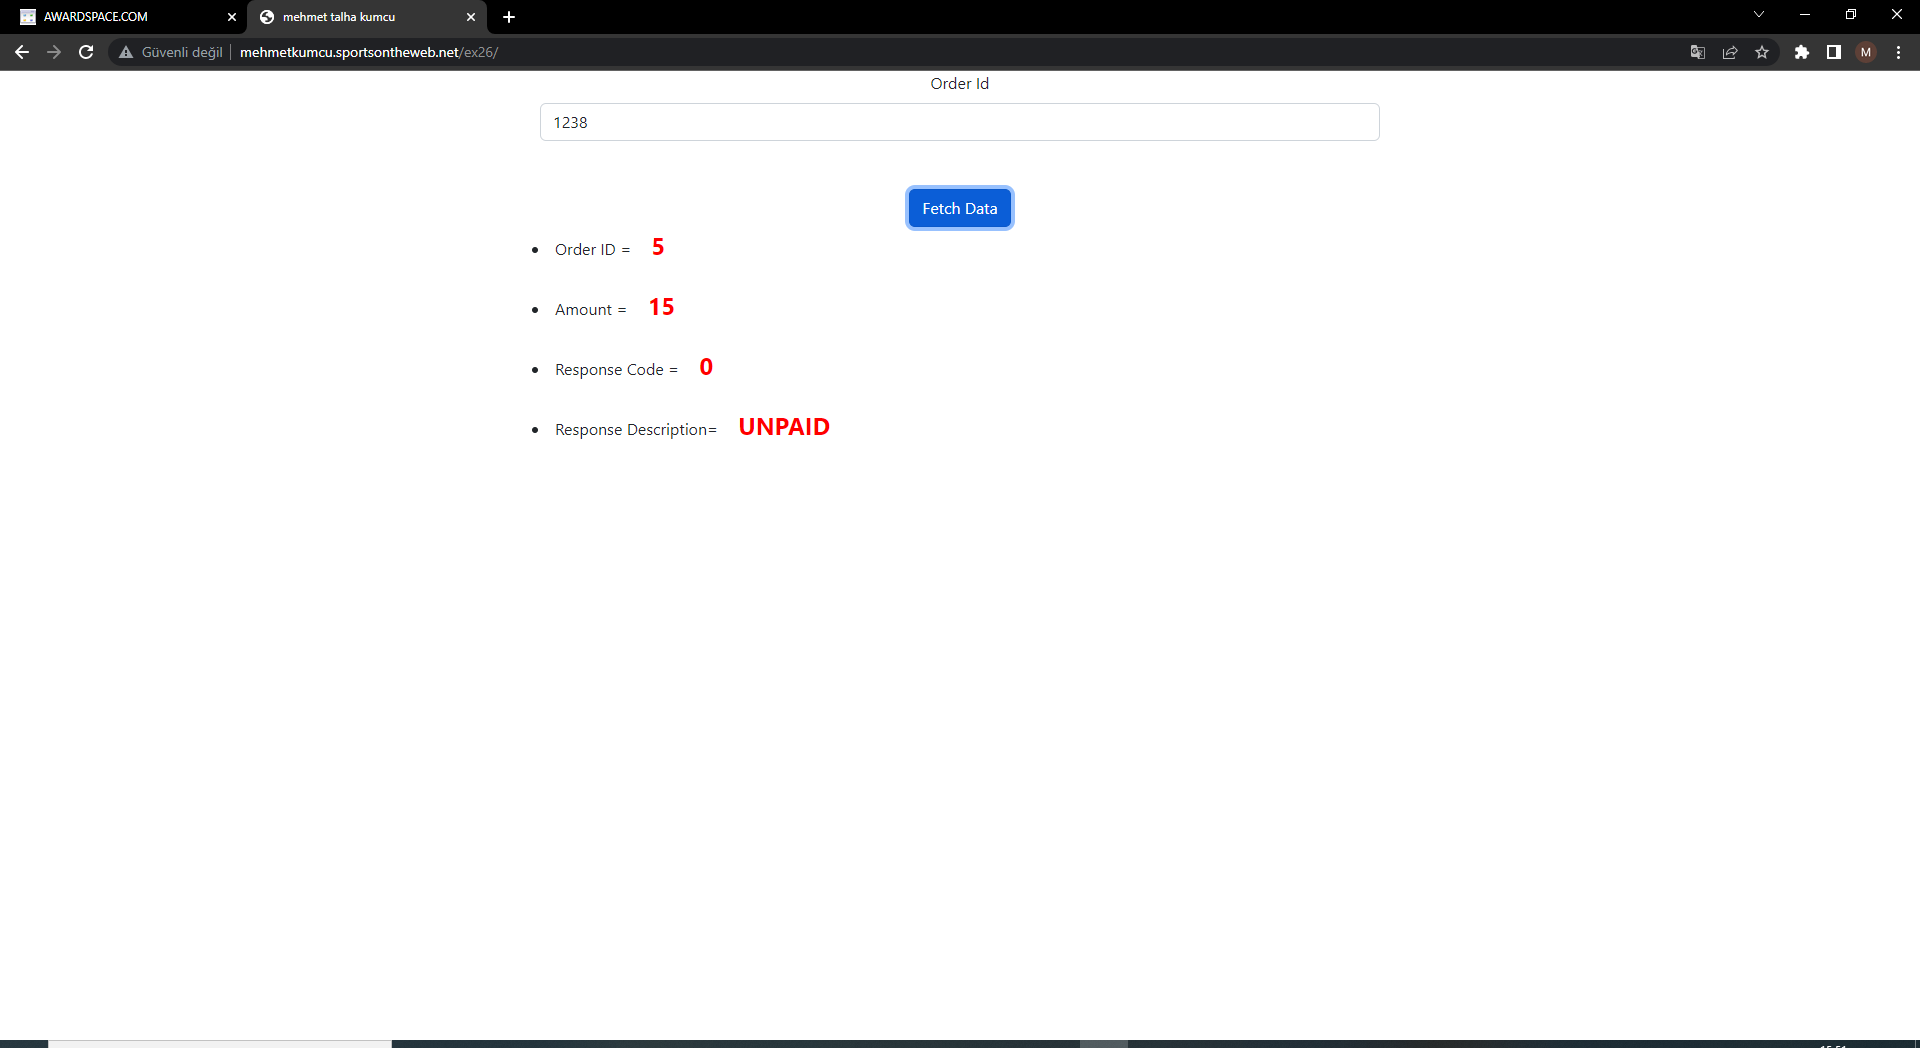 AWARDSPACE.COM
mehmet talha kumcu
Güvenli değil
mehmetkumcu.sportsontheweb.net/ex26/
M
Order Id
1238
Fetch Data
Order ID = 5
Amount = 15
Response Code = 0
Response Description= UNPAID